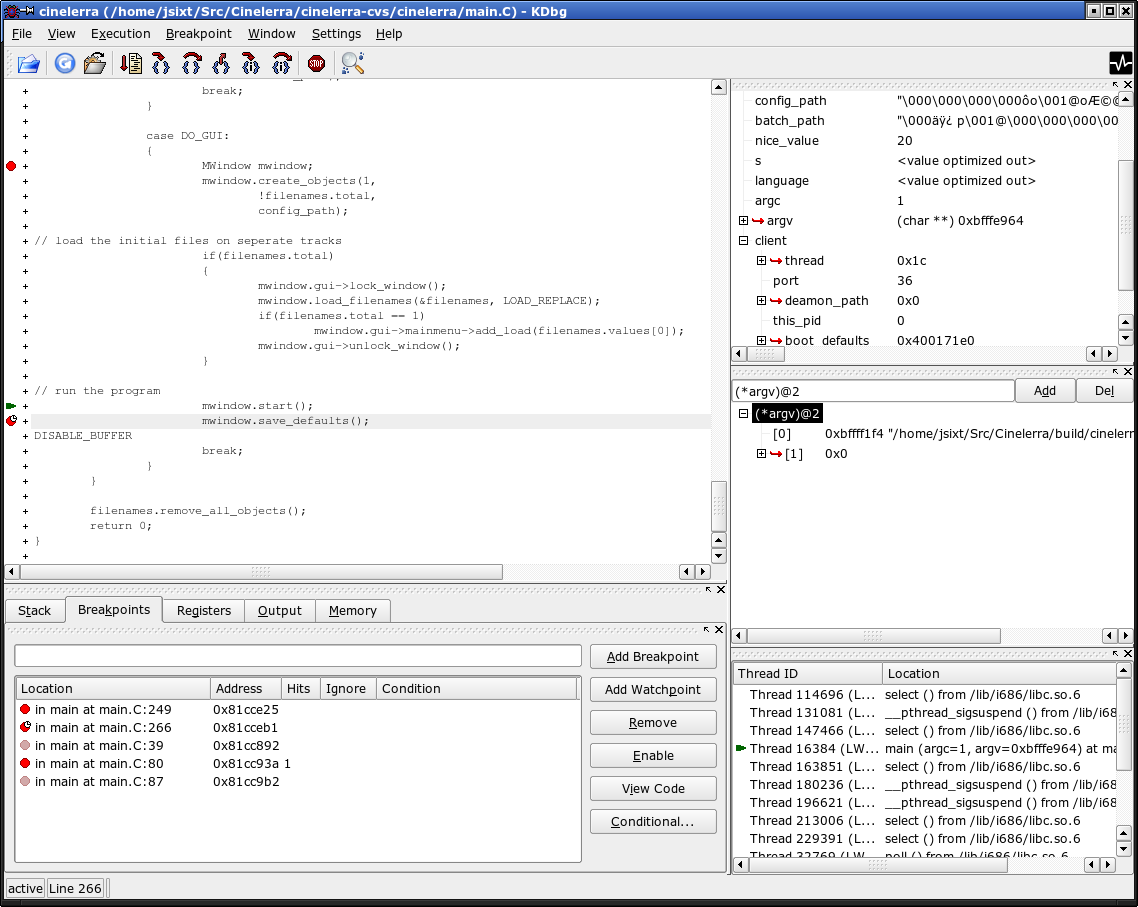 cinelerra (/home/jsixt/Src/Cinelerra/cinelerra-cvs/cinelerra/main.C) - KDbg
File View Execution Breakpoint Window Settings Help
STOP
+ break;
+ }
+
+ case DO_GUI:
+ {
+ MWindow mwindow;
+ mwindow.create_objects(1,
+ !filenames.total,
+ config_path);
+
+ // load the initial files on seperate tracks
+ if(filenames.total)
+ {
+ mwindow.gui->lock_window();
+ mwindow.load_filenames(&filenames, LOAD_REPLACE);
+ if(filenames.total == 1)
+ mwindow.gui->mainmenu->add_load(filenames.values[0]);
+ mwindow.gui->unlock_window();
+ }
+
+ // run the program
+ mwindow.start();
+ mwindow.save_defaults();
+ DISABLE_BUFFER
+ break;
+ }
+ }
+
+ filenames.remove_all_objects();
+ return 0;
+ }
+
config_path "\000\000\000\000ôo\001@oÆ©©
batch_path "\000äÿ¿ p\001@\000\000\000\00
nice_value 20
s <value optimized out>
language <value optimized out>
argc 1
argv (char **) 0xbfffe964
client
thread 0x1c
port 36
deamon_path 0x0
this_pid 0
boot_defaults 0x400171e0
(*argv)@2 Add Del
(*argv)@2
[0] 0xbffff1f4 "/home/jsixt/Src/Cinelerra/build/cinelerr
[1] 0x0
Stack Breakpoints Registers Output Memory
Add Breakpoint
Add Watchpoint
Remove
Enable
View Code
Conditional...
Location Address Hits Ignore Condition
in main at main.C:249 0x81cce25
in main at main.C:266 0x81cceb1
in main at main.C:39 0x81cc892
in main at main.C:80 0x81cc93a 1
in main at main.C:87 0x81cc9b2
Thread ID Location
Thread 114696 (L... select () from /lib/i686/libc.so.6
Thread 131081 (L... __pthread_sigsuspend () from /lib/i68
Thread 147466 (L... select () from /lib/i686/libc.so.6
Thread 16384 (LW... main (argc=1, argv=0xbfffe964) at ma
Thread 163851 (L... select () from /lib/i686/libc.so.6
Thread 180236 (L... __pthread_sigsuspend () from /lib/i68
Thread 196621 (L... __pthread_sigsuspend () from /lib/i68
Thread 213006 (L... select () from /lib/i686/libc.so.6
Thread 229391 (L... select () from /lib/i686/libc.so.6
Thread 32769 (LW... poll () from /lib/i686/libc.so.6
active Line 266